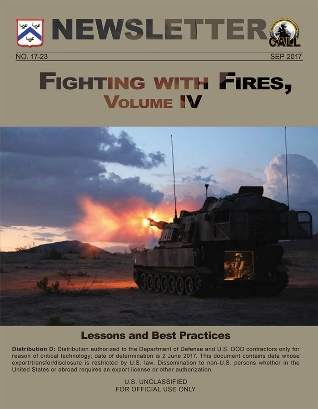 NEWSLETTER
CALL
NO. 17-23
SEP 2017
FIGHTING WITH FIRES,
VOLUME IV
Lessons and Best Practices
Distribution D: Distribution authorized to the Department of Defense and U.S. DOD contractors only for
reason of critical technology; date of determination is 2 June 2017. This document contains data whose
export/transfer/disclosure is restricted by U.S. law. Dissemination to non-U.S. persons whether in the
United States or abroad requires an export license or other authorization.
U.S. UNCLASSIFIED
FOR OFFICIAL USE ONLY